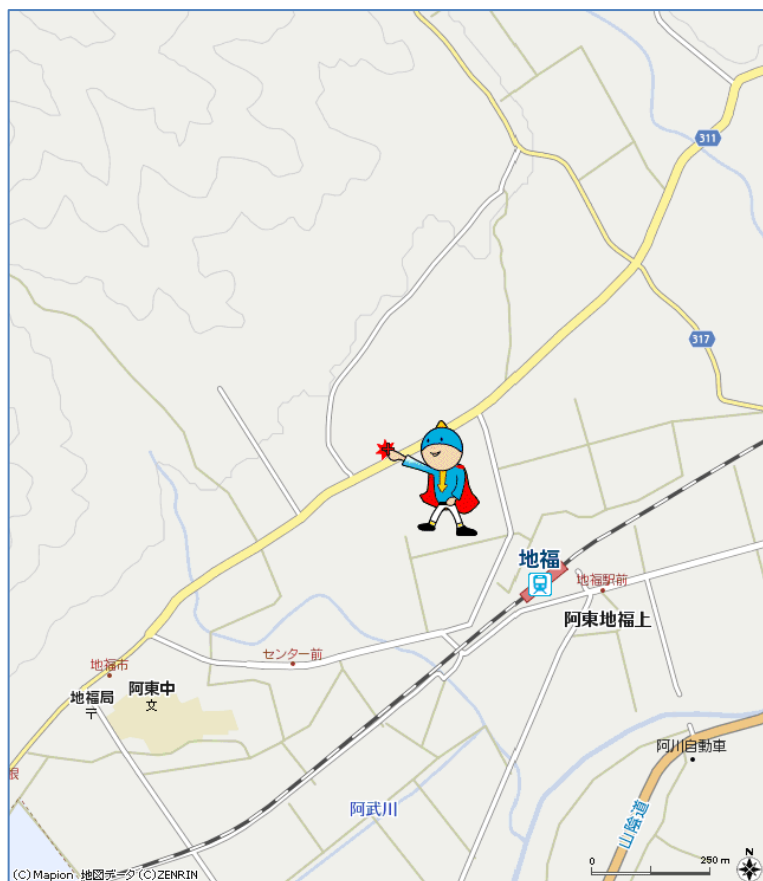 311
317
地福
地福駅前
阿東地福上
センター前
地福市
地福局
阿東中
阿川自動車
根
阿武川
山陰道
0 250 m
N
(C) Mapion 地図データ (C)ZENRIN